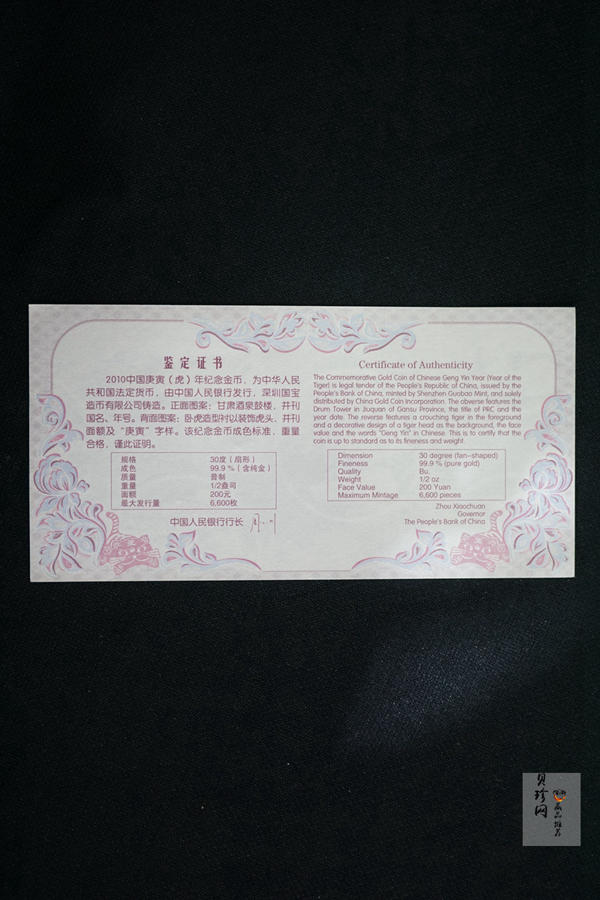 鉴定证书
2010中国庚寅（虎）年纪念金币，为中华人民
共和国法定货币，由中国人民银行发行，深圳国宝
造币有限公司铸造。正面图案：甘肃酒泉鼓楼，并刊
国名、年号。背面图案：卧虎造型衬以装饰虎头，并刊
面额及“庚寅”字样。该纪念金币成色标准，重量
合格，谨此证明。
规格 30度（扇形）
成色 99.9％（含纯金）
质量 普制
重量 1/2盎司
面额 200元
最大发行量 6,600枚
中国人民银行行长
Certificate of Authenticity
The Commemorative Gold Coin of Chinese Geng Yin Year (Year of the
Tiger) is legal tender of the People's Republic of China, issued by the
People's Bank of China, minted by Shenzhen Guobao Mint, and solely
distributed by China Gold Coin Incorporation. The obverse features the
Drum Tower in Jiuquan of Gansu Province, the title of PRC and the
year date. The reverse features a crouching tiger in the foreground
and a decorative design of a tiger head as the background, the face
value and the words "Geng Yin" in Chinese. This is to certify that the
coin is up to standard as to its fineness and weight.
Dimension 30 degree (fan-shaped)
Fineness 99.9 % (pure gold)
Quality Bu.
Weight 1/2 oz
Face Value 200 Yuan
Maximum Mintage 6,600 pieces
Zhou Xiaochuan
Governor
The People's Bank of China
贝珍网
藏品推荐